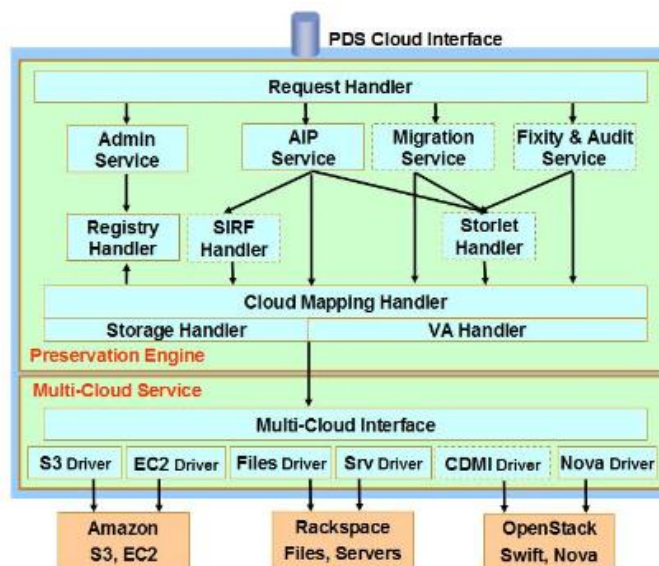 PDS Cloud Interface
Request Handler
Admin
Service
AIP
Service
Migration
Service
Fixity & Audit
Service
Registry
Handler
SIRF
Handler
Storlet
Handler
Cloud Mapping Handler
Storage Handler
VA Handler
Preservation Engine
Multi-Cloud Service
Multi-Cloud Interface
S3 Driver
EC2 Driver
Files Driver
Srv Driver
CDMI Driver
Nova Driver
Amazon
S3, EC2
Rackspace
Files, Servers
OpenStack
Swift, Nova